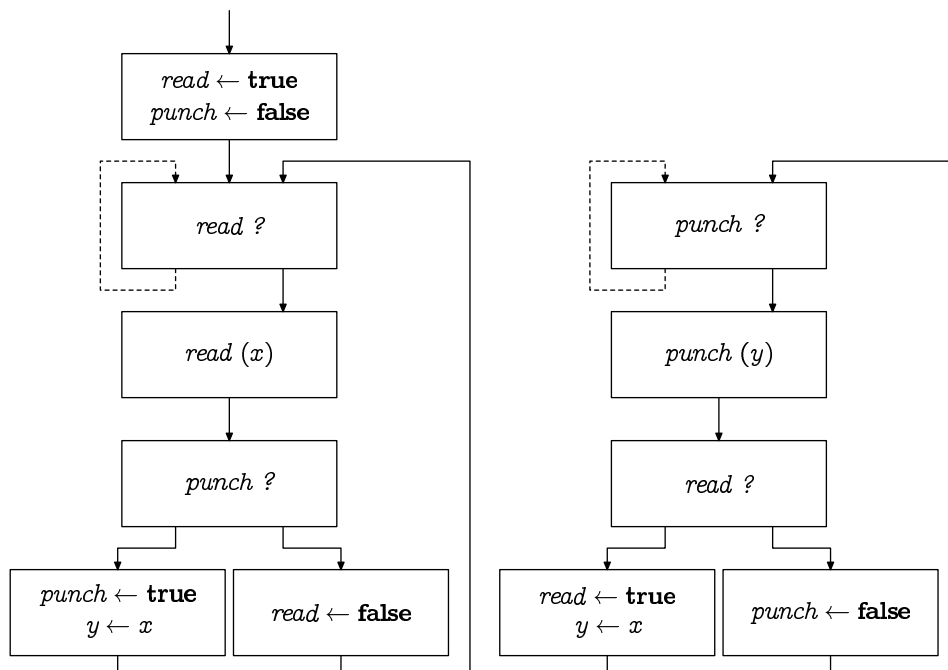 read ← true
punch ← false
read ?
punch ?
read (x)
punch (y)
punch ?
read ?
punch ← true
y ← x
read ← false
read ← true
y ← x
punch ← false